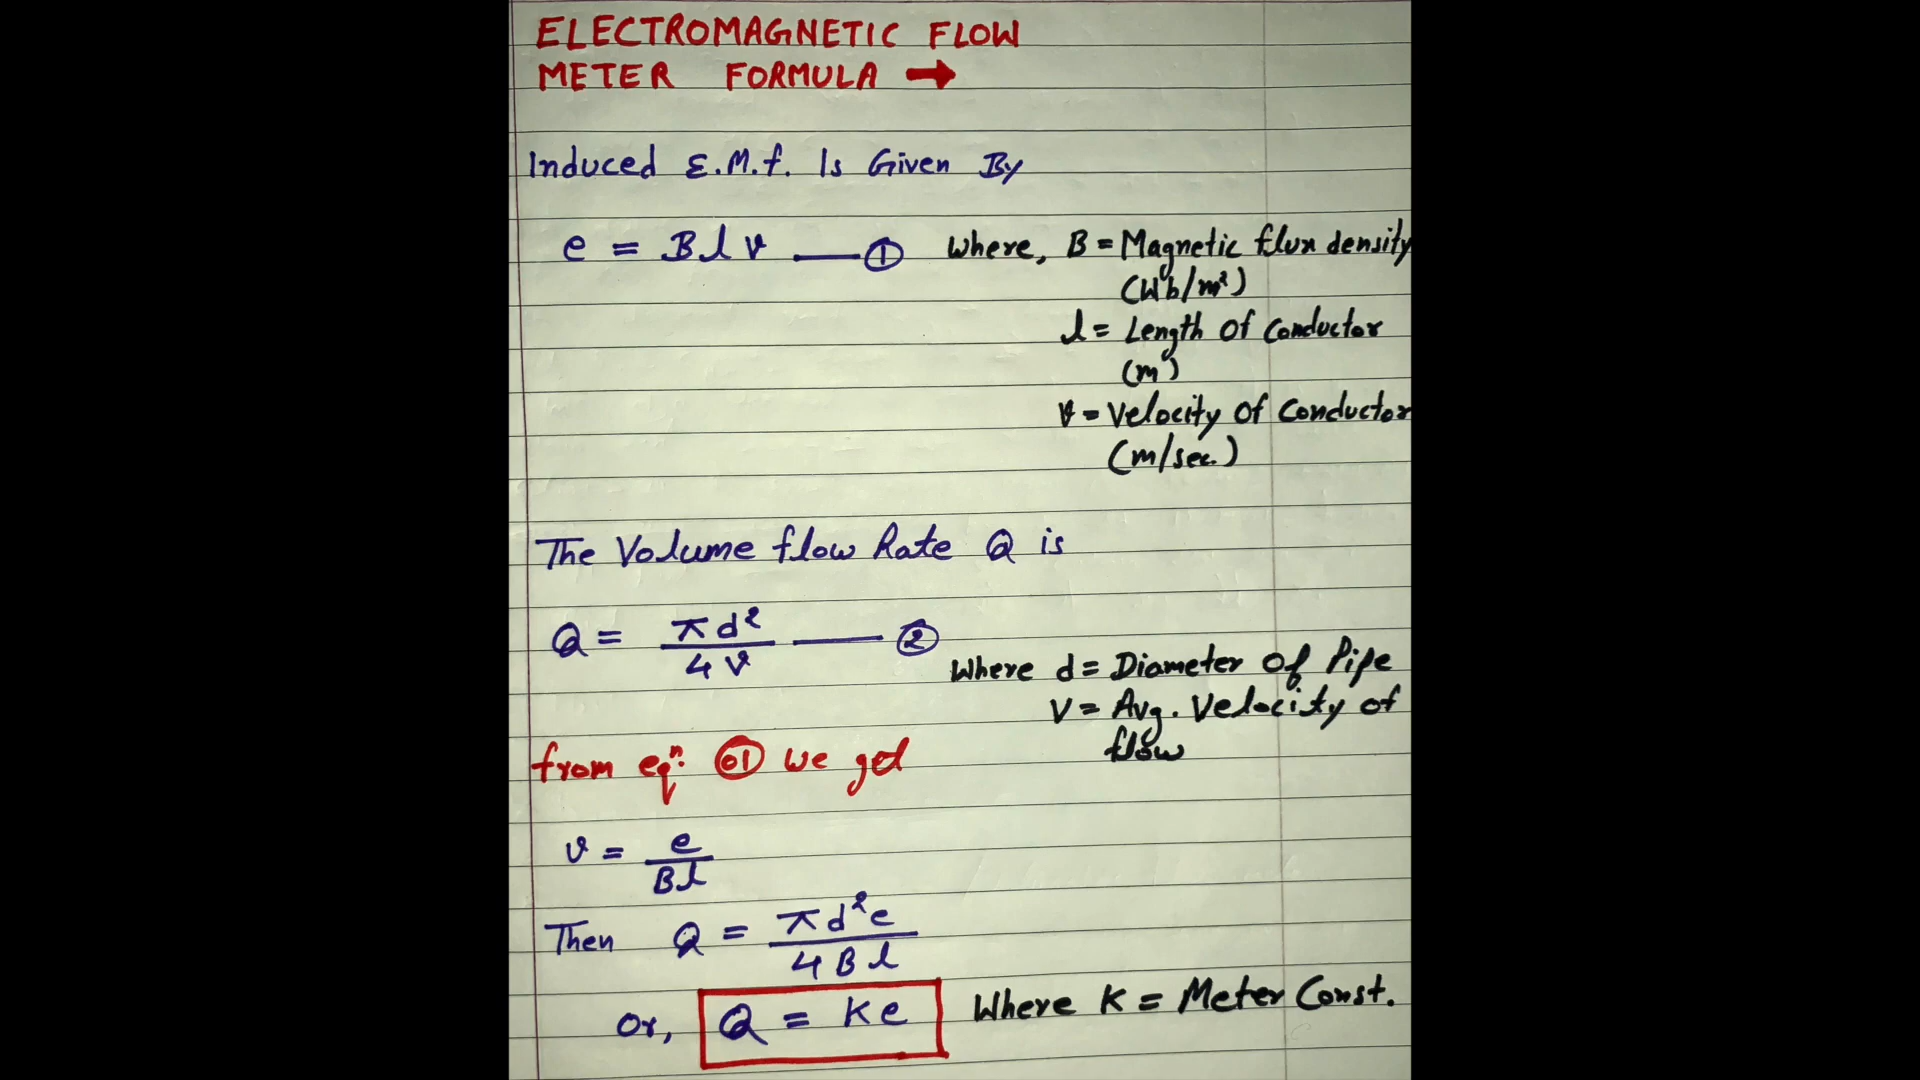 ELECTROMAGNETIC FLOW
METER FORMULA →
Induced E.M.f. Is Given By
e = B l v —— ① Where, B = Magnetic flux density
(Wb/m²)
l = Length Of Conductor
(m)
v = Velocity Of Conductor
(m/sec.)
The Volume flow Rate Q is
Q = πd²/4v —— ②
Where d = Diameter Of Pipe
V = Avg. Velocity of
flow
from eqⁿ: 01 we get
v = e/Bl
Then Q = πd²e/4Bl
Or, Q = Ke Where K = Meter Const.